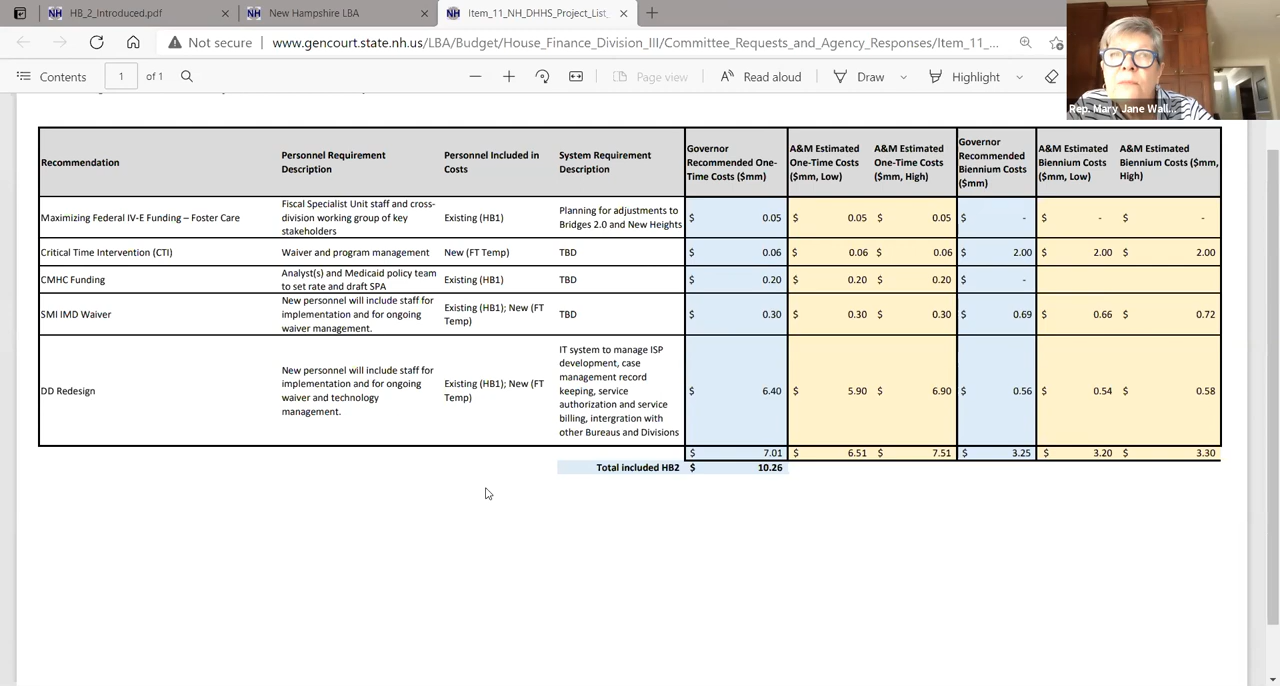 HB_2_Introduced.pdf
New Hampshire LBA
Item_11_NH_DHHS_Project_List_
Not secure | www.gencourt.state.nh.us/LBA/Budget/House_Finance_Division_III/Committee_Requests_and_Agency_Responses/Item_11_...
Contents 1 of 1 Page view Read aloud Draw Highlight
Rep. Mary Jane Wall...
Recommendation
Personnel Requirement
Description
Personnel Included in
Costs
System Requirement
Description
Governor
Recommended One-
Time Costs ($mm)
A&M Estimated
One-Time Costs
($mm, Low)
A&M Estimated
One-Time Costs
($mm, High)
Governor
Recommended
Biennium Costs
($mm)
A&M Estimated
Biennium Costs
($mm, Low)
A&M Estimated
Biennium Costs ($mm,
High)
Maximizing Federal IV-E Funding – Foster Care
Fiscal Specialist Unit staff and cross-
division working group of key
stakeholders
Existing (HB1)
Planning for adjustments to
Bridges 2.0 and New Heights
$ 0.05 $ 0.05 $ 0.05 $ - $ - $ -
Critical Time Intervention (CTI)
Waiver and program management
New (FT Temp)
TBD
$ 0.06 $ 0.06 $ 0.06 $ 2.00 $ 2.00 $ 2.00
CMHC Funding
Analyst(s) and Medicaid policy team
to set rate and draft SPA
Existing (HB1)
TBD
$ 0.20 $ 0.20 $ 0.20 $ -
SMI IMD Waiver
New personnel will include staff for
implementation and for ongoing
waiver management.
Existing (HB1); New (FT
Temp)
TBD
$ 0.30 $ 0.30 $ 0.30 $ 0.69 $ 0.66 $ 0.72
DD Redesign
New personnel will include staff for
implementation and for ongoing
waiver and technology
management.
Existing (HB1); New (FT
Temp)
IT system to manage ISP
development, case
management record
keeping, service
authorization and service
billing, intergration with
other Bureaus and Divisions
$ 6.40 $ 5.90 $ 6.90 $ 0.56 $ 0.54 $ 0.58
$ 7.01 $ 6.51 $ 7.51 $ 3.25 $ 3.20 $ 3.30
Total included HB2 $ 10.26